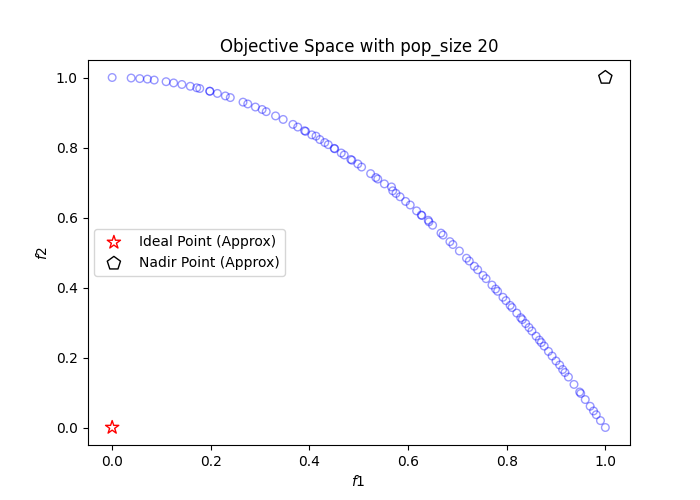 Objective Space with pop_size 20
1.0
0.8
0.6
0.4
0.2
0.0
f2
Ideal Point (Approx)
Nadir Point (Approx)
0.0 0.2 0.4 0.6 0.8 1.0
f1